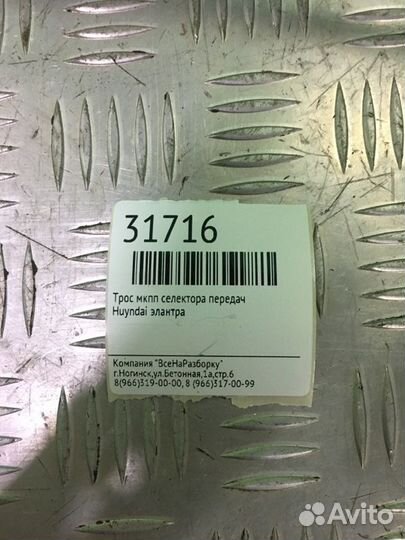 31716
Трос мкпп селектора передач
Huyndai элантра
Компания "ВсеНаРазборку"
г.Ногинск,ул.Бетонная,1а,стр.6
8(966)319-00-00, 8 (966)317-00-99
Avito